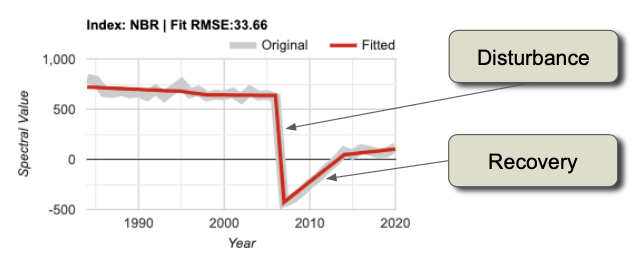 Index: NBR | Fit RMSE:33.66
Original
Fitted
1,000
500
0
-500
Spectral Value
1990
2000
2010
2020
Year
Disturbance
Recovery